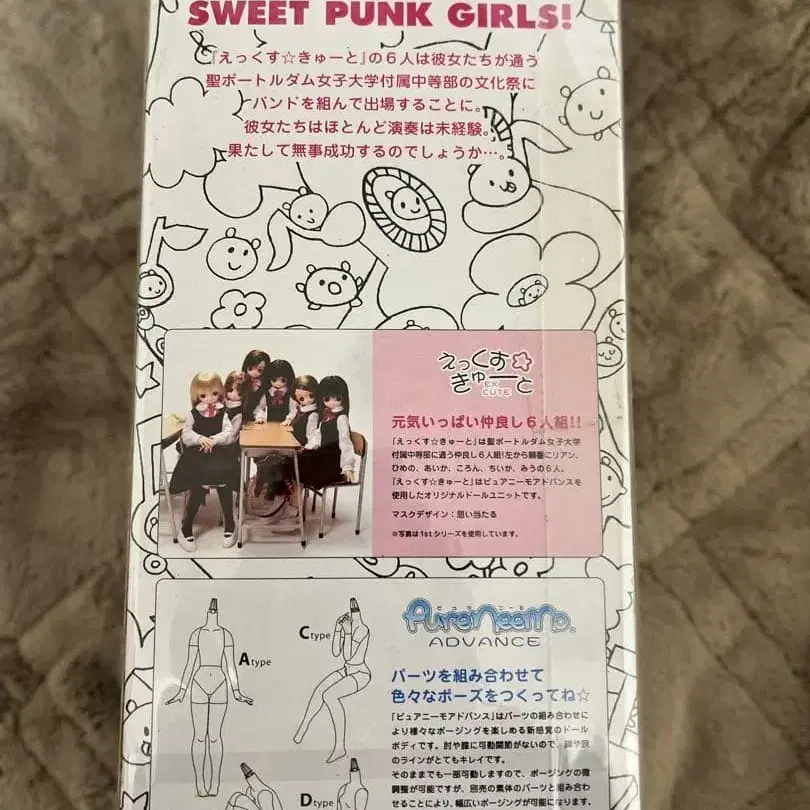 SWEET PUNK GIRLS!
『えっくす☆きゅーと』の6人は彼女たちが通う
聖ポートルダム女子大学付属中等部の文化祭に
バンドを組んで出場することに。
彼女たちはほとんど演奏は未経験。
果たして無事成功するのでしょうか…。
えっくす☆
きゅーと
EX
CUTE
元気いっぱい仲良し6人組!!
「えっくす☆きゅーと」は聖ポートルダム女子大学
付属中等部に通う仲良し6人組!左から順番にリアン、
ひめの、あいか、ころん、ちいか、みうの6人。
「えっくす☆きゅーと」はピュアニーモアドバンスを
使用したオリジナルドールユニットです。
マスクデザイン:思い当たる
※写真は1stシリーズを使用しています。
Atype
Ctype
Dtype
ピュアニーモ
PureNeemo
ADVANCE
パーツを組み合わせて
色々なポーズをつくってね☆
「ピュアニーモアドバンス」はパーツの組み合わせに
より様々なポージングを楽しめる新感覚のドール
ボディです。肘や膝に可動関節がないので、脚や腕
のラインがとてもキレイです。
そのままでも一部可動しますので、ポージングの微
調整が可能ですが、別売の素体のパーツと組み合わ
せることにより、幅広いポージングが可能になります。